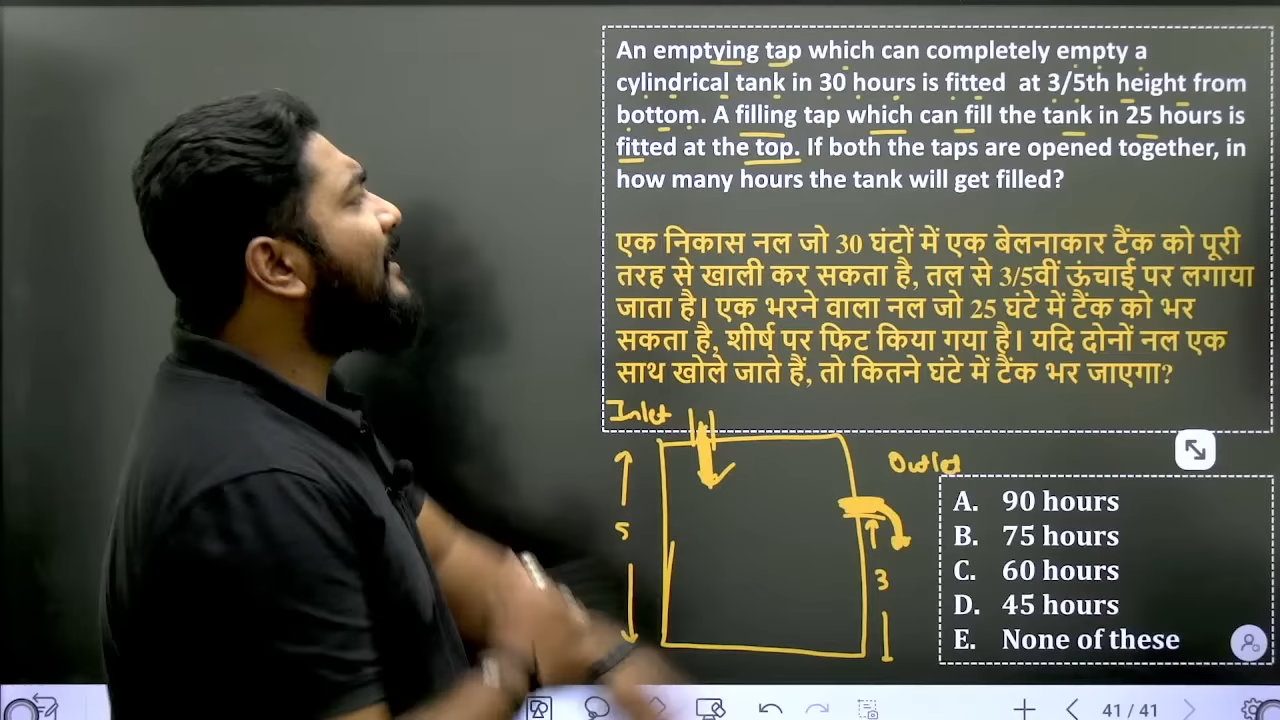 An emptying tap which can completely empty a
cylindrical tank in 30 hours is fitted at 3/5th height from
bottom. A filling tap which can fill the tank in 25 hours is
fitted at the top. If both the taps are opened together, in
how many hours the tank will get filled?
एक निकास नल जो 30 घंटों में एक बेलनाकार टैंक को पूरी
तरह से खाली कर सकता है, तल से 3/5वीं ऊंचाई पर लगाया
जाता है। एक भरने वाला नल जो 25 घंटे में टैंक को भर
सकता है, शीर्ष पर फिट किया गया है। यदि दोनों नल एक
साथ खोले जाते हैं, तो कितने घंटे में टैंक भर जाएगा?
Inlet
Outlet
5
3
A. 90 hours
B. 75 hours
C. 60 hours
D. 45 hours
E. None of these
41 / 41